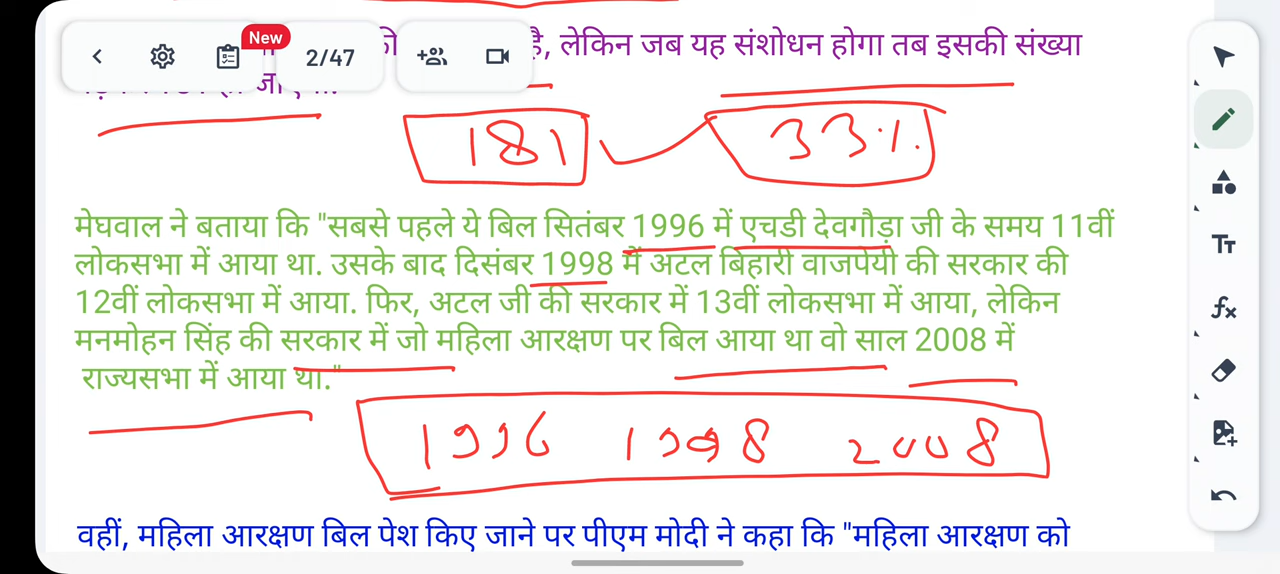 New
2/47
है, लेकिन जब यह संशोधन होगा तब इसकी संख्या
181 33%
मेघवाल ने बताया कि "सबसे पहले ये बिल सितंबर 1996 में एचडी देवगौड़ा जी के समय 11वीं
लोकसभा में आया था. उसके बाद दिसंबर 1998 में अटल बिहारी वाजपेयी की सरकार की
12वीं लोकसभा में आया. फिर, अटल जी की सरकार में 13वीं लोकसभा में आया, लेकिन
मनमोहन सिंह की सरकार में जो महिला आरक्षण पर बिल आया था वो साल 2008 में
राज्यसभा में आया था."
1996 1998 2008
वहीं, महिला आरक्षण बिल पेश किए जाने पर पीएम मोदी ने कहा कि "महिला आरक्षण को
Tт
fx